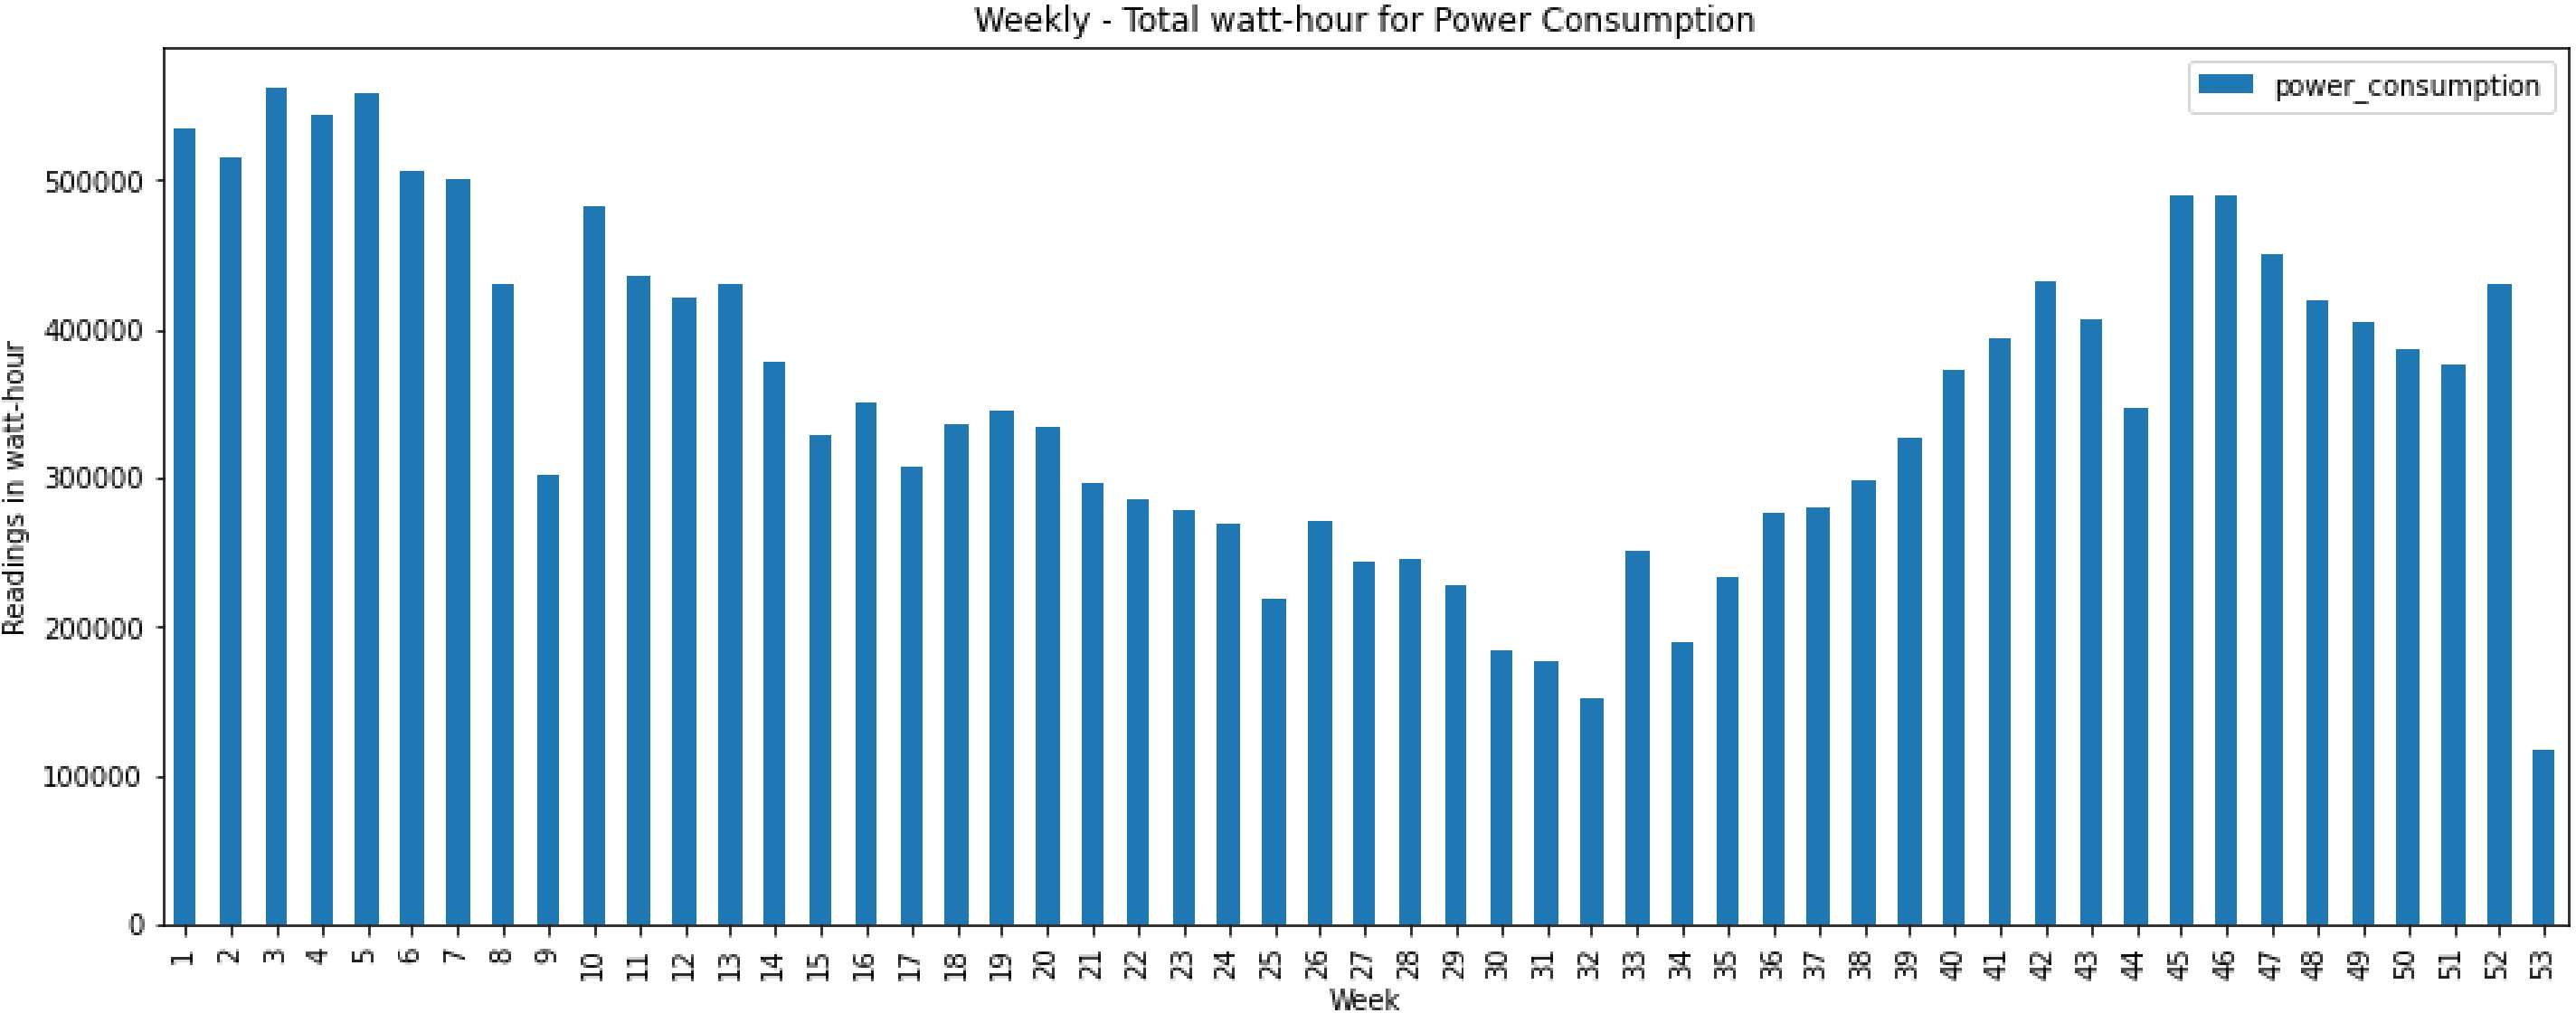 Weekly - Total watt-hour for Power Consumption
power_consumption
Readings in watt-hour
500000
400000
300000
200000
100000
0
1 2 3 4 5 6 7 8 9 10 11 12 13 14 15 16 17 18 19 20 21 22 23 24 25 26 27 28 29 30 31 32 33 34 35 36 37 38 39 40 41 42 43 44 45 46 47 48 49 50 51 52 53
Week